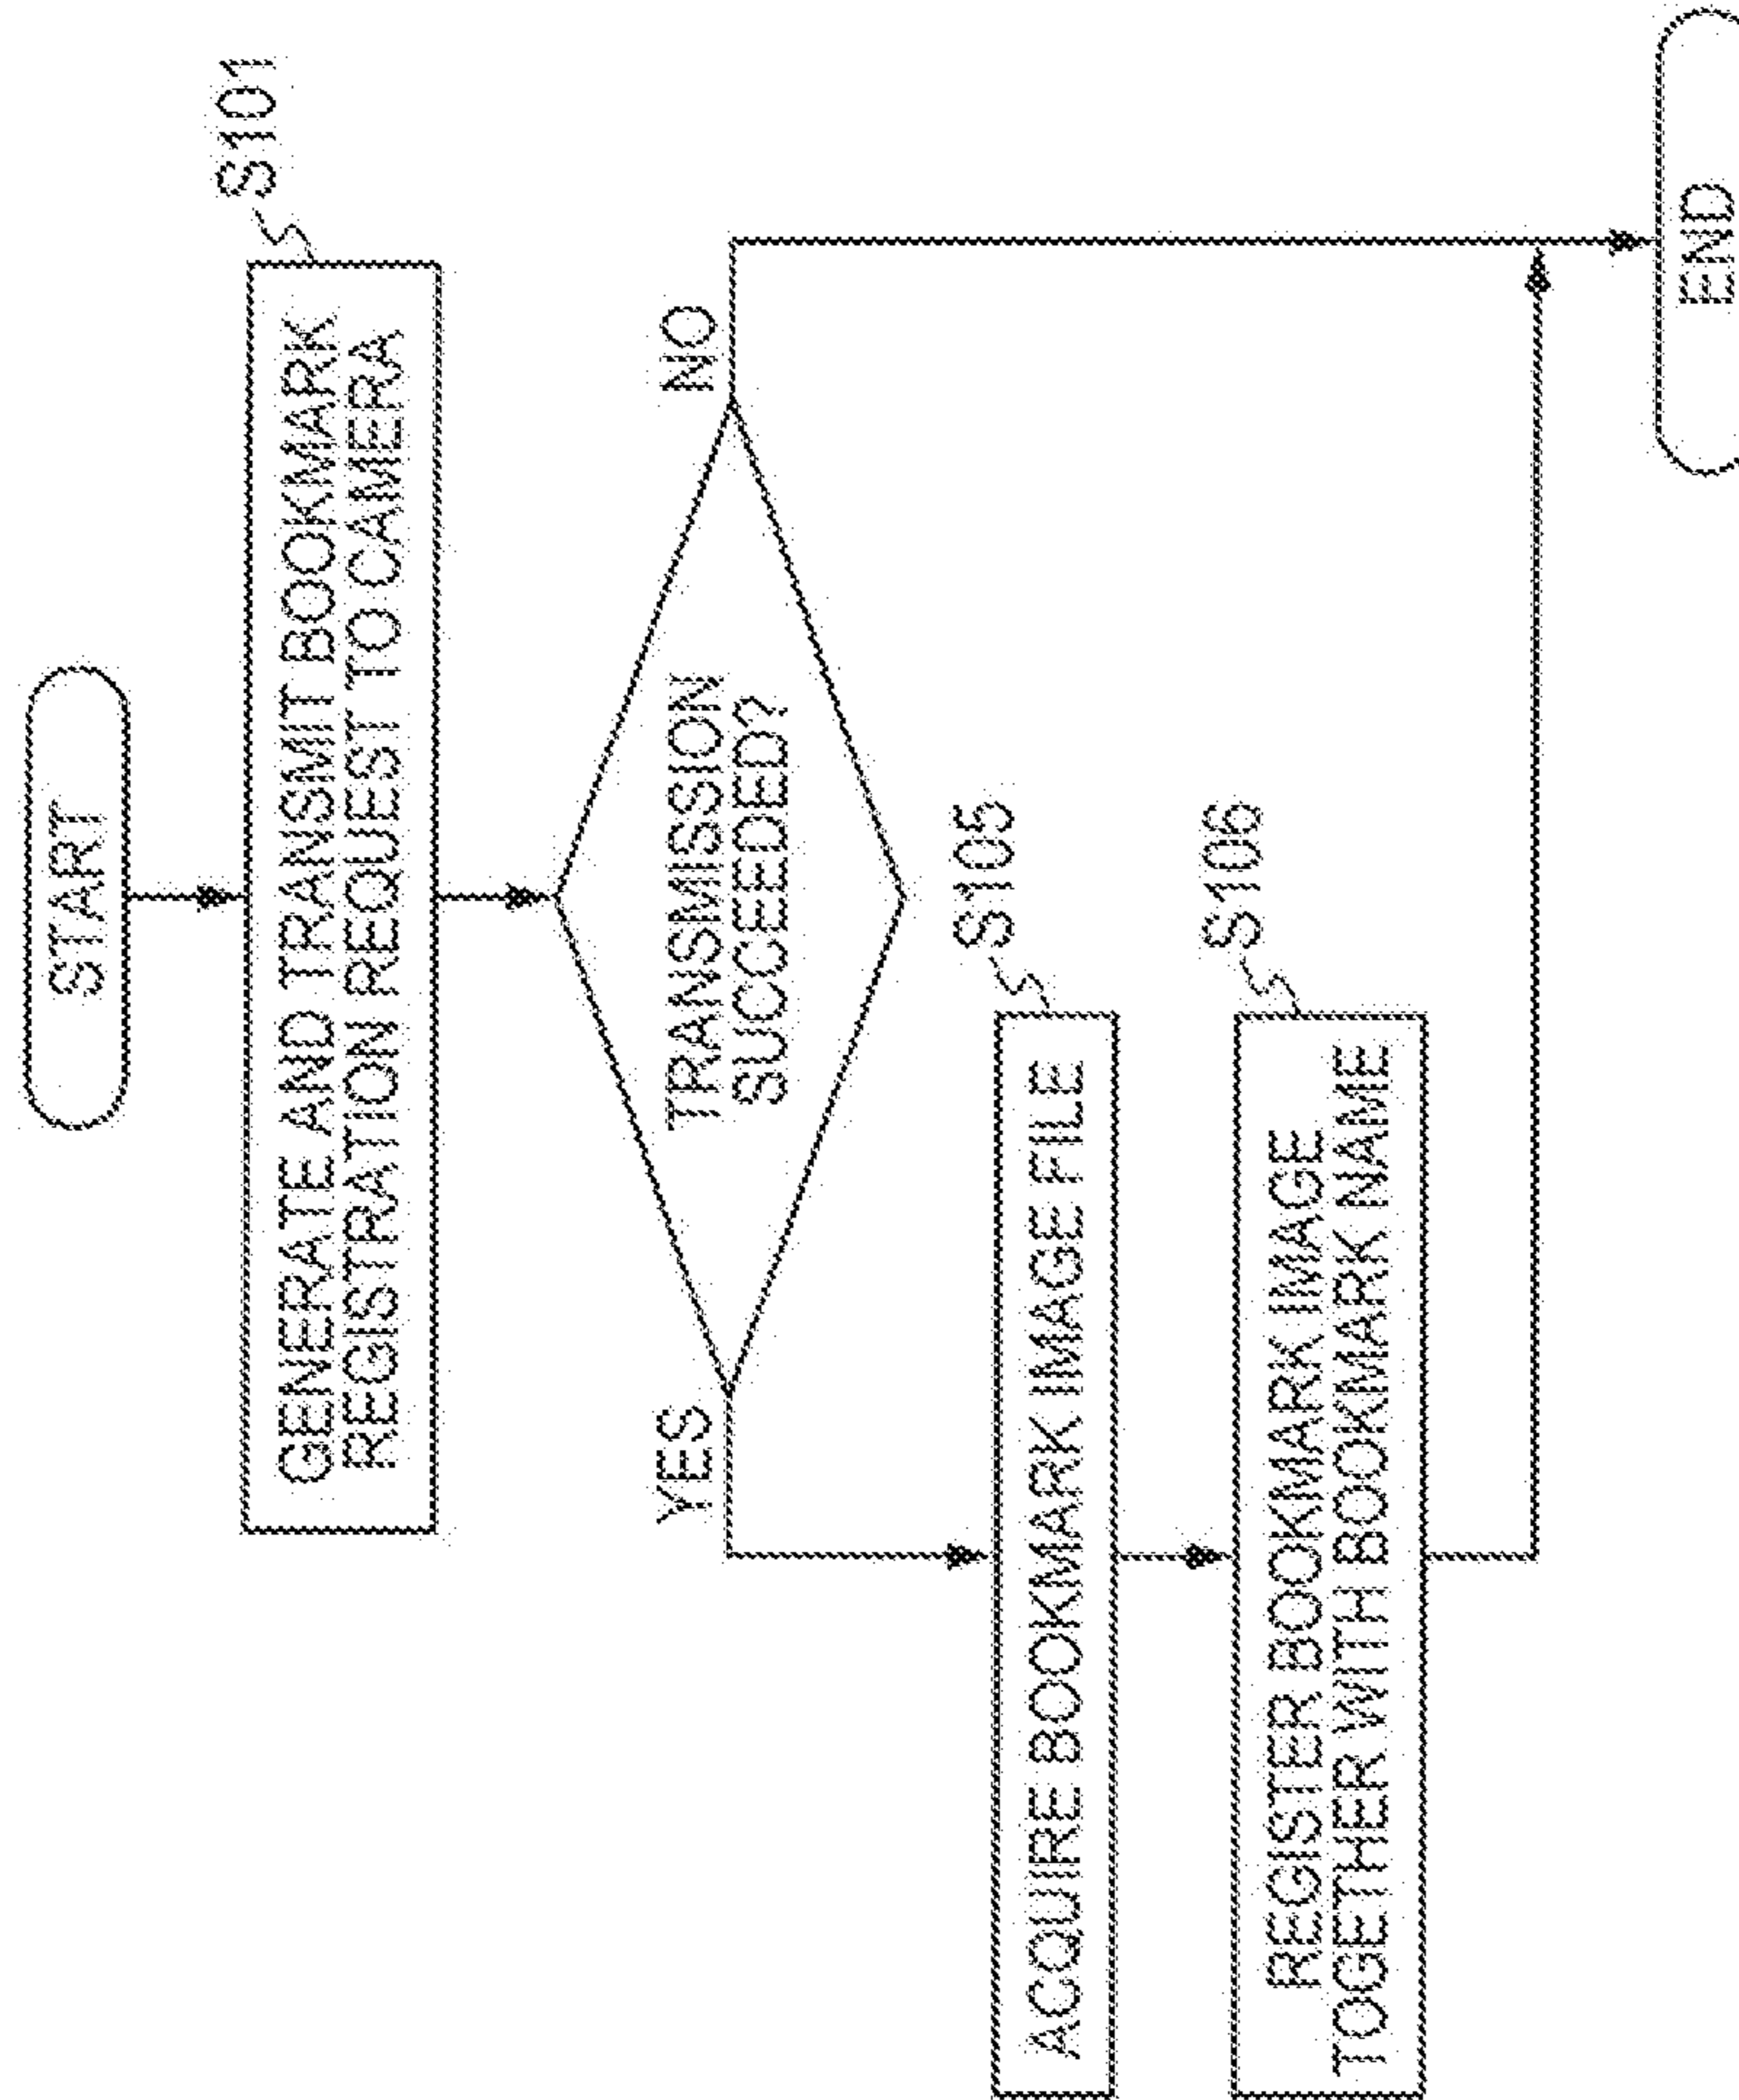 START
S101
GENERATE AND TRANSMIT BOOKMARK
REGISTRATION REQUEST TO CAMERA
TRANSMISSION
SUCCEEDED?
YES
NO
S105
ACQUIRE BOOKMARK IMAGE FILE
S106
REGISTER BOOKMARK IMAGE
TOGETHER WITH BOOKMARK NAME
END